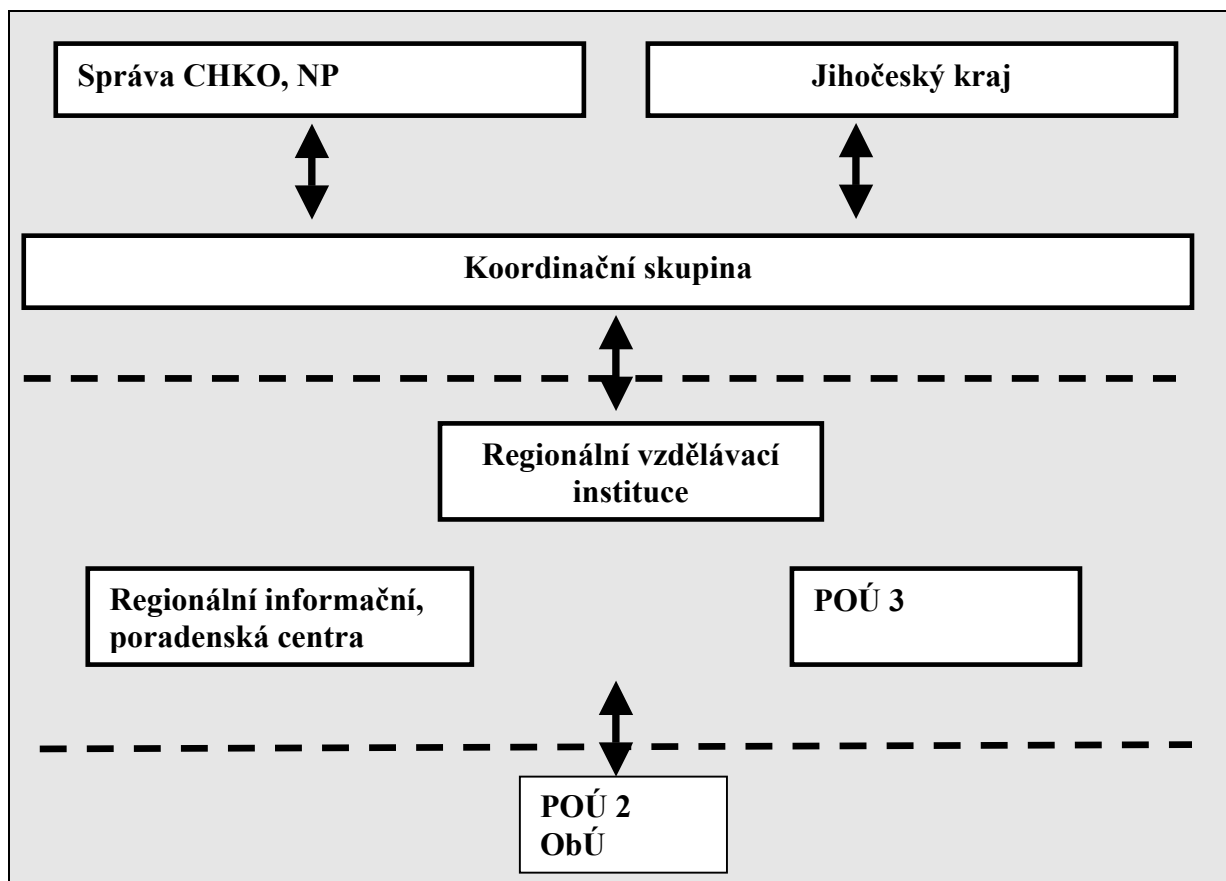 Správa CHKO, NP
Jihočeský kraj
Koordinační skupina
Regionální vzdělávací
instituce
Regionální informační,
poradenská centra
POÚ 3
POÚ 2
ObÚ